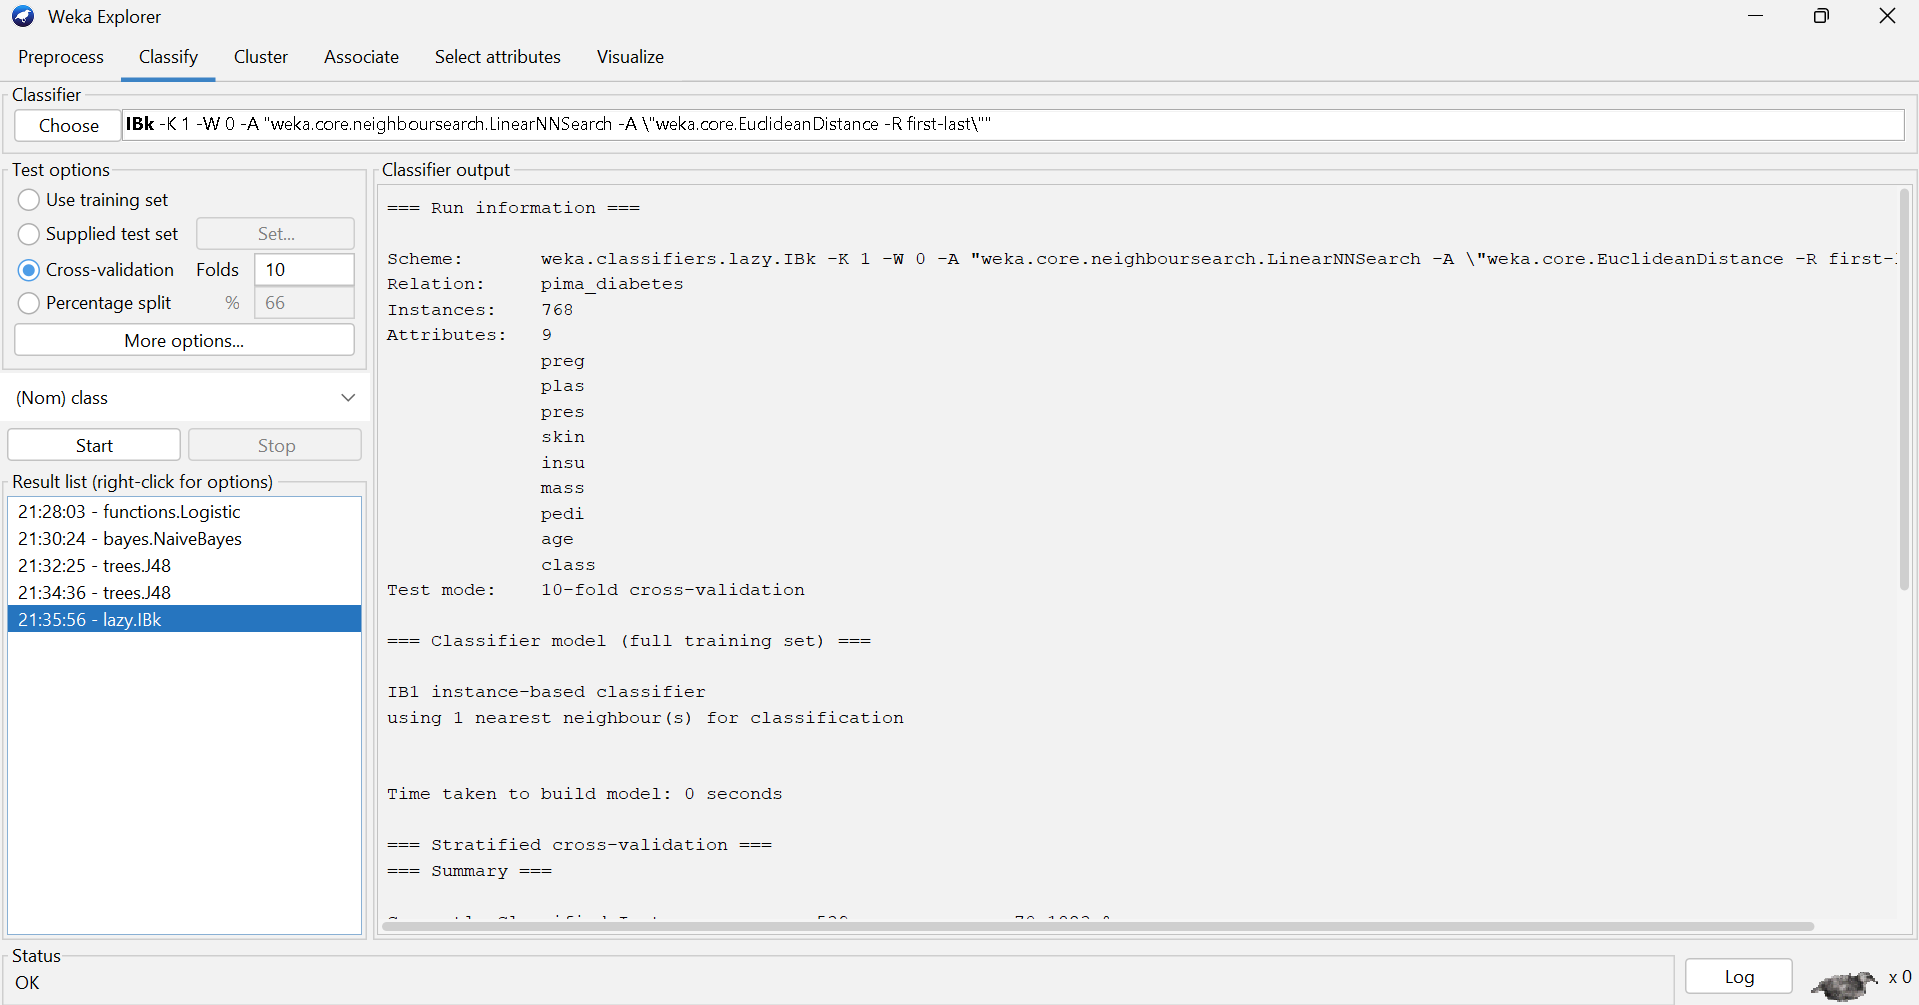 Weka Explorer
Preprocess Classify Cluster Associate Select attributes Visualize
Classifier
Choose IBk -K 1 -W 0 -A "weka.core.neighboursearch.LinearNNSearch -A \"weka.core.EuclideanDistance -R first-last\""
Test options
Use training set
Supplied test set Set...
Cross-validation Folds 10
Percentage split % 66
More options...
(Nom) class
Start Stop
Result list (right-click for options)
21:28:03 - functions.Logistic
21:30:24 - bayes.NaiveBayes
21:32:25 - trees.J48
21:34:36 - trees.J48
21:35:56 - lazy.IBk
Classifier output
=== Run information ===
Scheme: weka.classifiers.lazy.IBk -K 1 -W 0 -A "weka.core.neighboursearch.LinearNNSearch -A \"weka.core.EuclideanDistance -R first-
Relation: pima_diabetes
Instances: 768
Attributes: 9
preg
plas
pres
skin
insu
mass
pedi
age
class
Test mode: 10-fold cross-validation
=== Classifier model (full training set) ===
IB1 instance-based classifier
using 1 nearest neighbour(s) for classification
Time taken to build model: 0 seconds
=== Stratified cross-validation ===
=== Summary ===
Status
OK
Log x 0